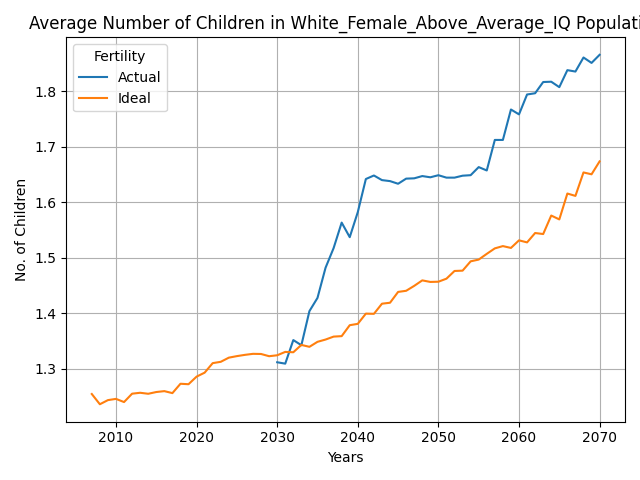 Average Number of Children in White_Female_Above_Average_IQ Populati
Fertility
Actual
Ideal
No. of Children
1.8
1.7
1.6
1.5
1.4
1.3
2010 2020 2030 2040 2050 2060 2070
Years